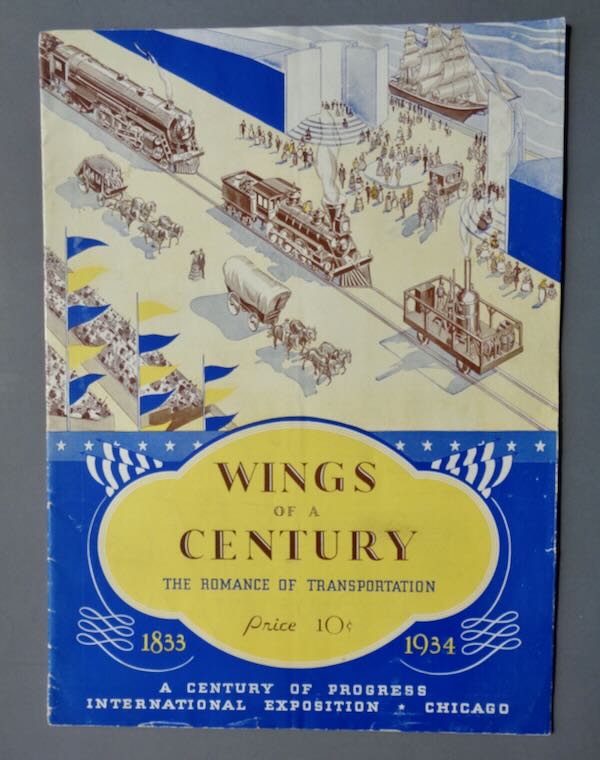 WINGS
OF A
CENTURY
THE ROMANCE OF TRANSPORTATION
Price 10¢
1833 1934
A CENTURY OF PROGRESS
INTERNATIONAL EXPOSITION ★ CHICAGO